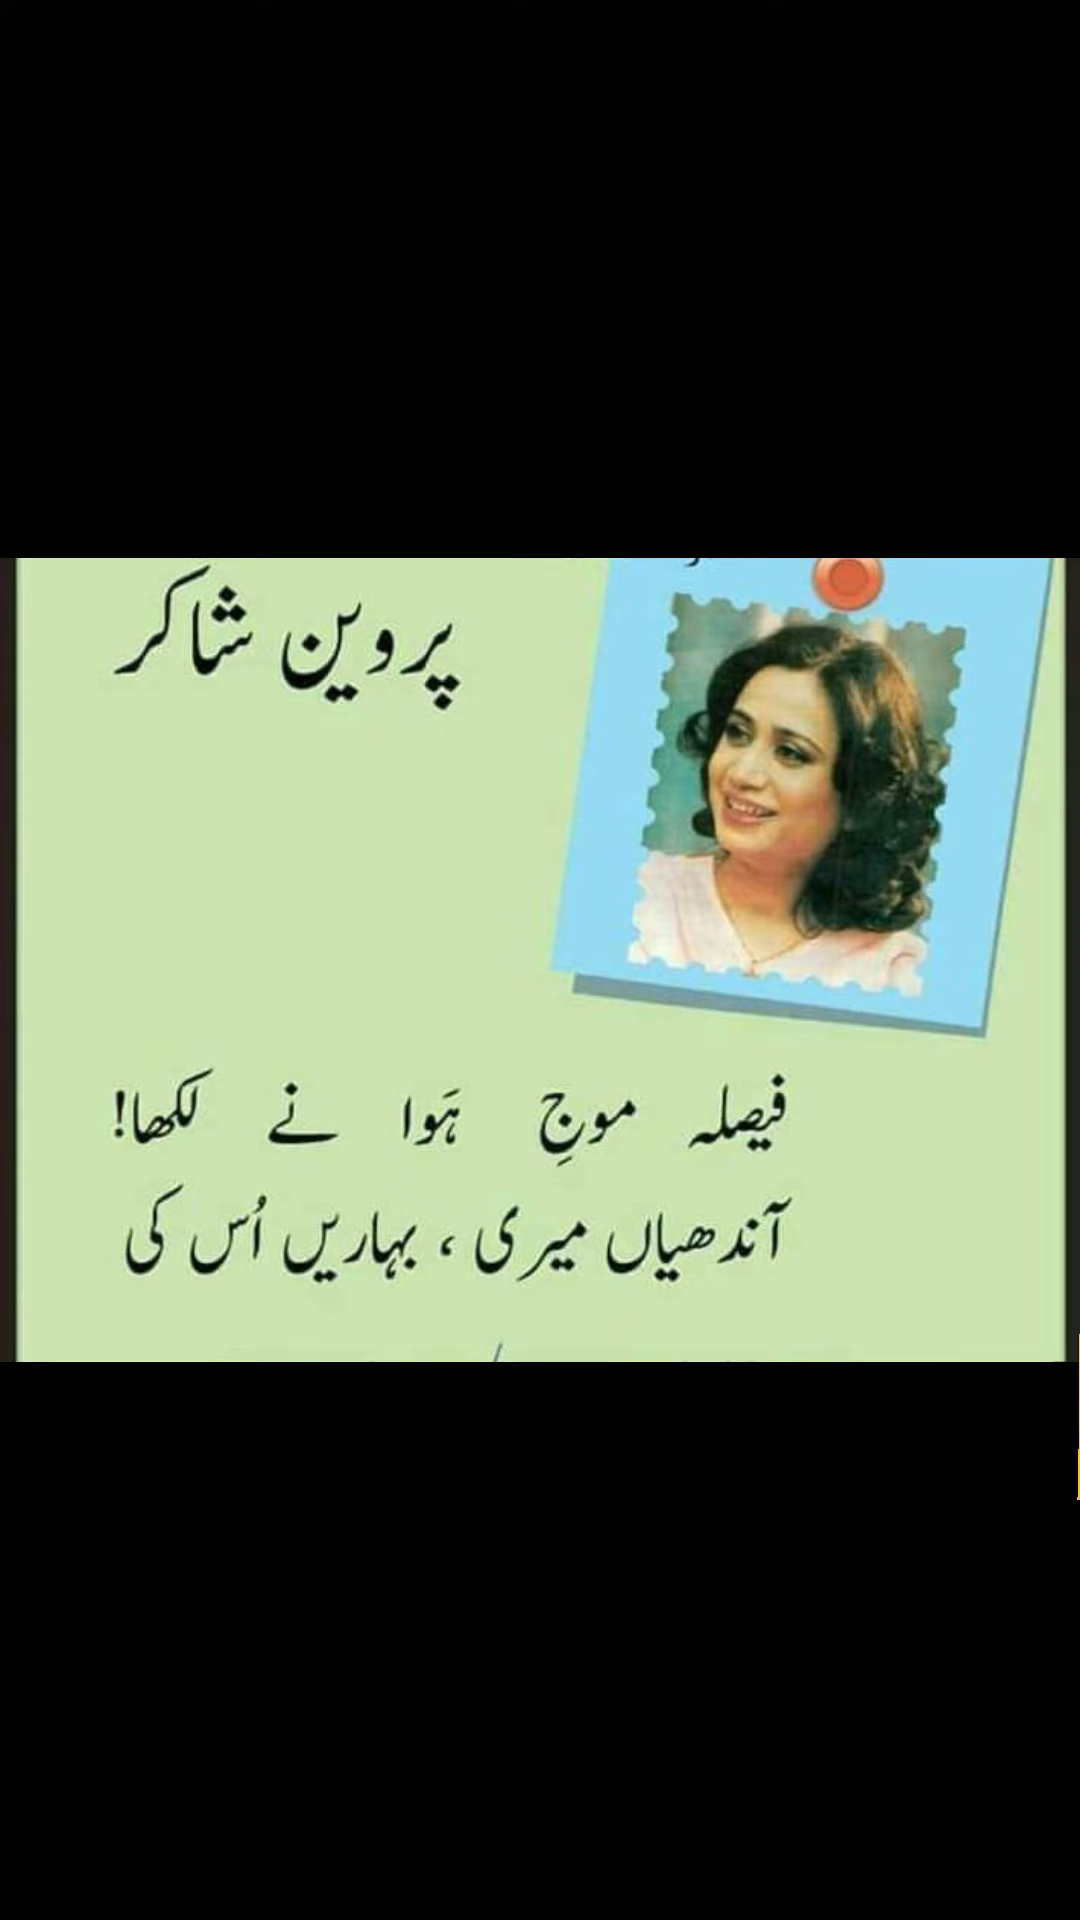 پروین شاکر
فیصلہ موجِ ہَوا نے لکھا!
آندھیاں میری ، بہاریں اُس کی